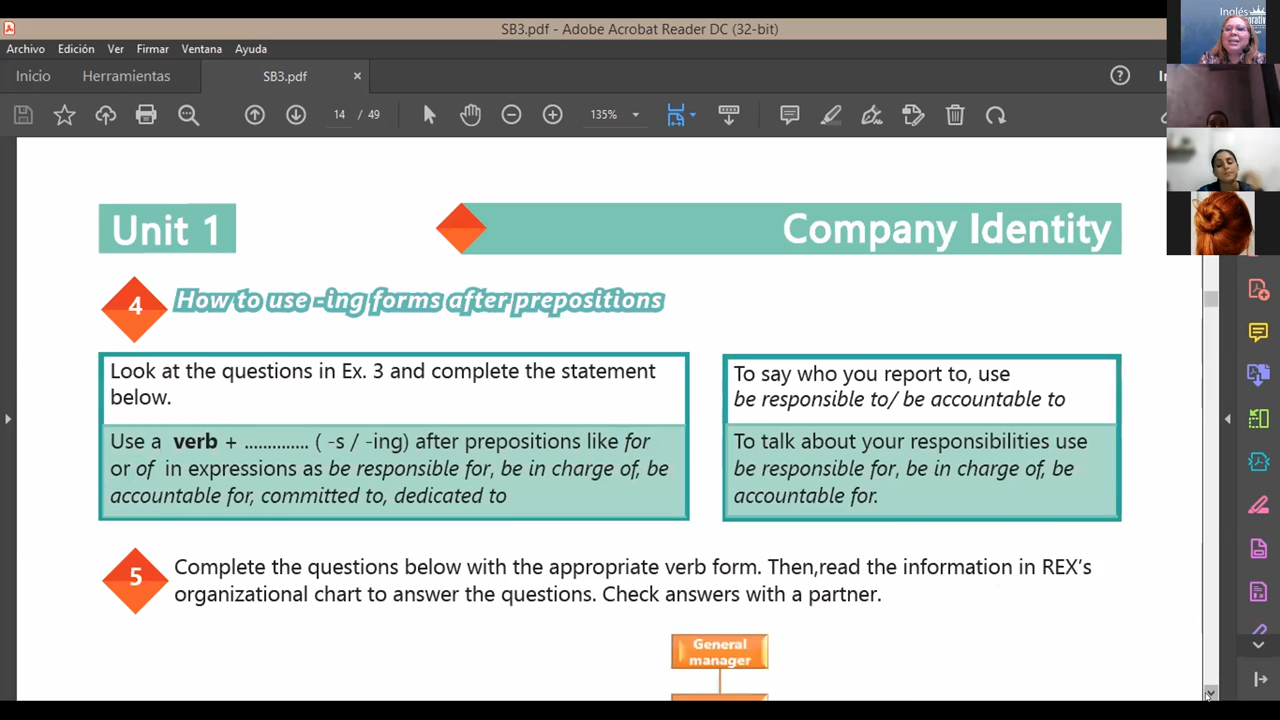 SB3.pdf - Adobe Acrobat Reader DC (32-bit)
Inglés
Archivo Edición Ver Firmar Ventana Ayuda
Inicio Herramientas SB3.pdf ×
14 / 49 135%
Unit 1 Company Identity
4 How to use -ing forms after prepositions
Look at the questions in Ex. 3 and complete the statement
below.
Use a verb + .............. ( -s / -ing) after prepositions like for
or of in expressions as be responsible for, be in charge of, be
accountable for, committed to, dedicated to
To say who you report to, use
be responsible to/ be accountable to
To talk about your responsibilities use
be responsible for, be in charge of, be
accountable for.
5 Complete the questions below with the appropriate verb form. Then,read the information in REX's
organizational chart to answer the questions. Check answers with a partner.
General
manager